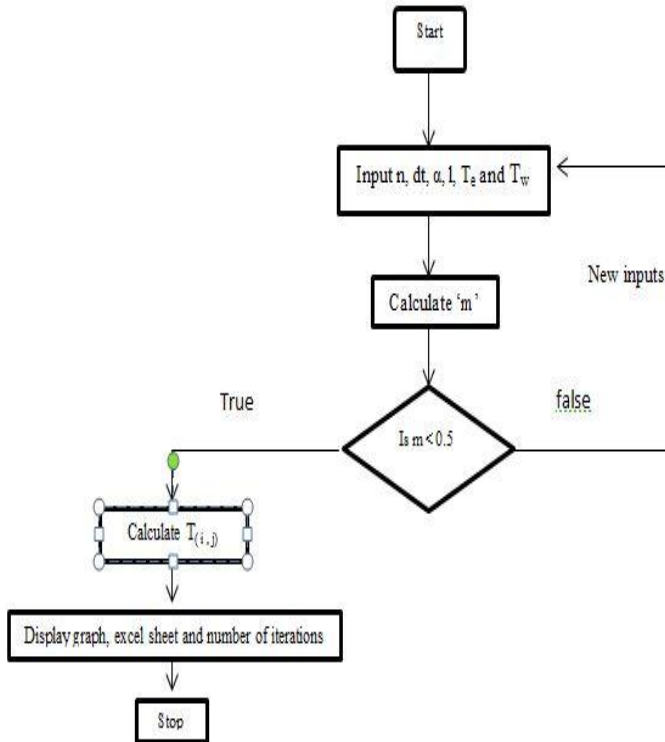 Start
Input n, dt, α, l, Ta and Tw
New inputs
Calculate ‘m’
True
false
Is m<0.5
Calculate T(i, j)
Display graph, excel sheet and number of iterations
Stop